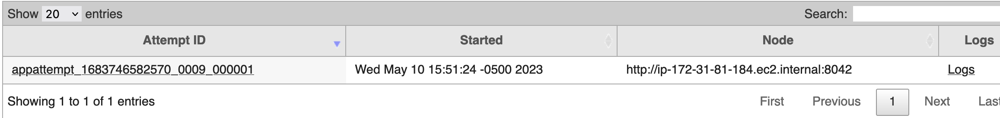 Show 20 entries Search:
Attempt ID Started Node Logs
appattempt_1683746582570_0009_000001 Wed May 10 15:51:24 -0500 2023 http://ip-172-31-81-184.ec2.internal:8042 Logs
Showing 1 to 1 of 1 entries First Previous 1 Next Last